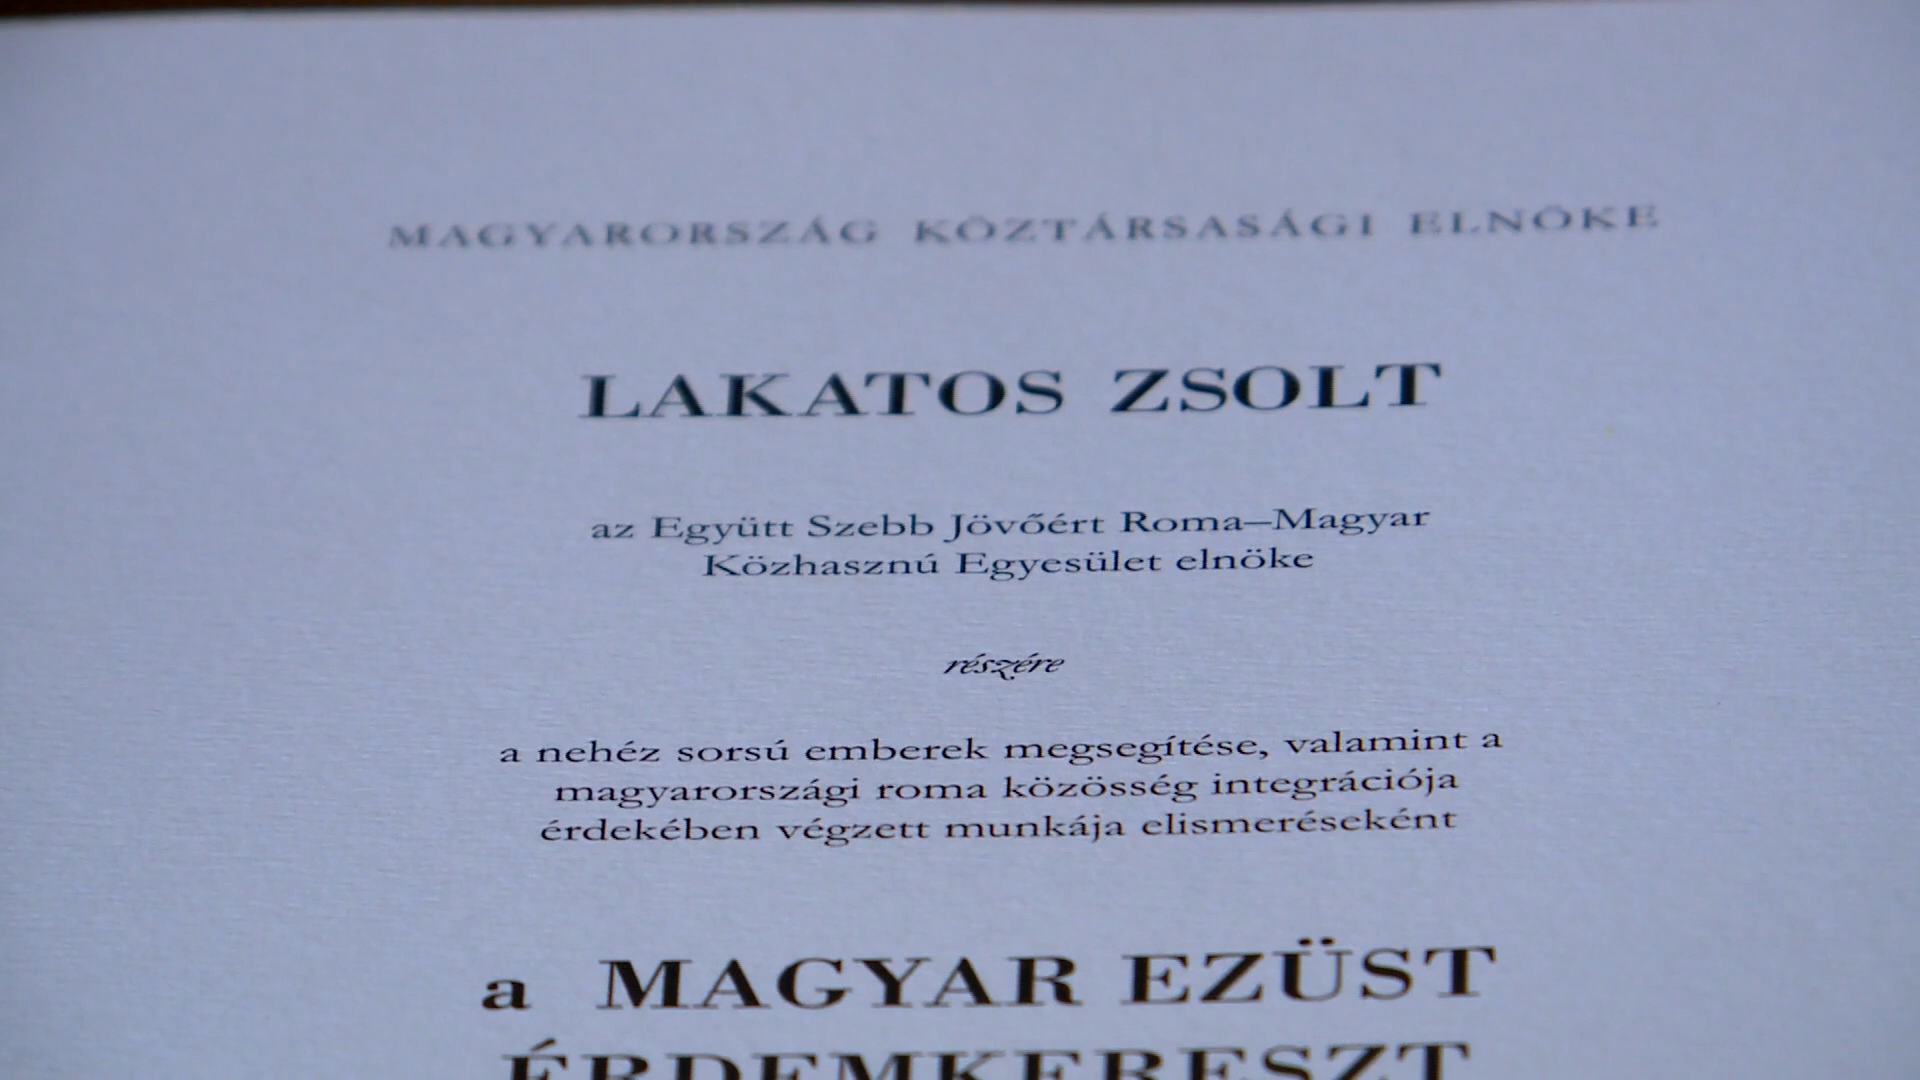 MAGYARORSZÁG KÖZTÁRSASÁGI ELNÖKE
LAKATOS ZSOLT
az Együtt Szebb Jövőért Roma–Magyar
Közhasznú Egyesület elnöke
részére
a nehéz sorsú emberek megsegítése, valamint a
magyarországi roma közösség integrációja
érdekében végzett munkája elismeréseként
a MAGYAR EZÜST
ÉRDEMKERESZT